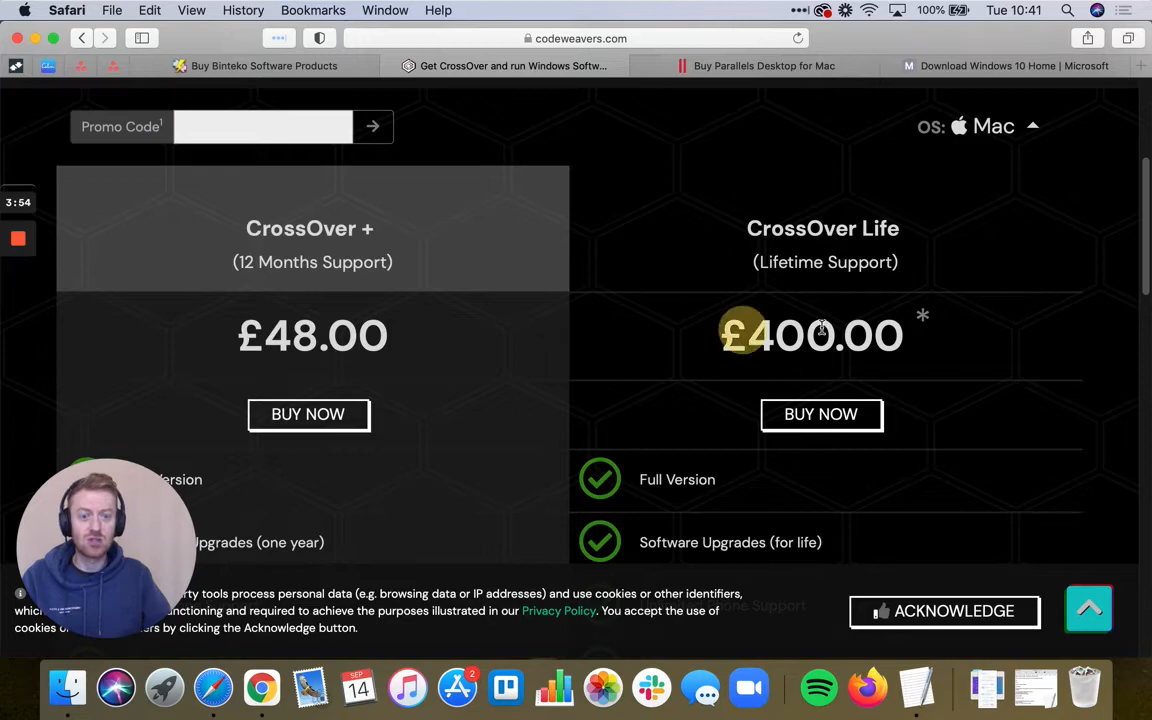 Safari File Edit View History Bookmarks Window Help 100% Tue 10:41
codeweavers.com
Buy Binteko Software Products Get CrossOver and run Windows Softw... Buy Parallels Desktop for Mac Download Windows 10 Home | Microsoft
Promo Code1
OS: Mac
3:54
CrossOver +
(12 Months Support)
£48.00
BUY NOW
CrossOver Life
(Lifetime Support)
£400.00 *
BUY NOW
Full Version
pgrades (one year)
Software Upgrades (for life)
rty tools process personal data (e.g. browsing data or IP addresses) and use cookies or other identifiers,
which nctioning and required to achieve the purposes illustrated in our Privacy Policy. You accept the use of
cookies o ers by clicking the Acknowledge button.
ACKNOWLEDGE
SEP
14
2